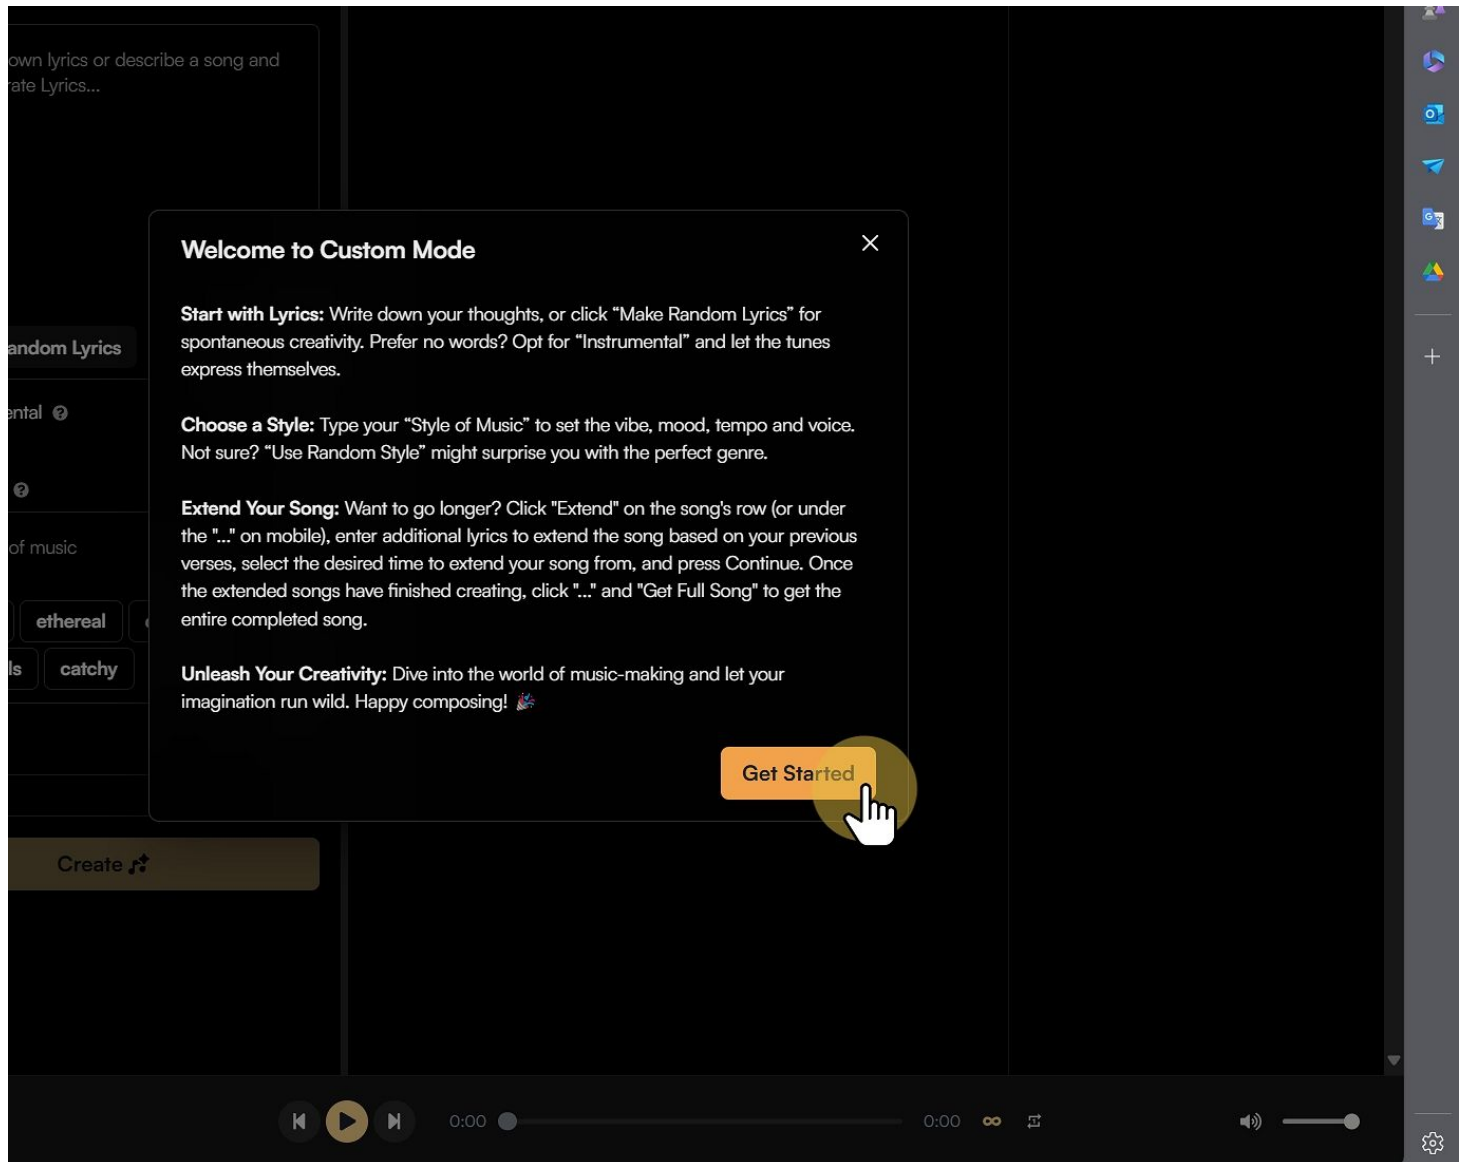 own lyrics or describe a song and
rate Lyrics...
Welcome to Custom Mode
Start with Lyrics: Write down your thoughts, or click “Make Random Lyrics” for
spontaneous creativity. Prefer no words? Opt for “Instrumental” and let the tunes
express themselves.
andom Lyrics
ental
Choose a Style: Type your “Style of Music” to set the vibe, mood, tempo and voice.
Not sure? “Use Random Style” might surprise you with the perfect genre.
Extend Your Song: Want to go longer? Click "Extend" on the song's row (or under
the "..." on mobile), enter additional lyrics to extend the song based on your previous
verses, select the desired time to extend your song from, and press Continue. Once
the extended songs have finished creating, click "..." and "Get Full Song" to get the
entire completed song.
of music
ethereal
ls
catchy
Unleash Your Creativity: Dive into the world of music-making and let your
imagination run wild. Happy composing! 🎉
Get Started
Create
0:00
0:00